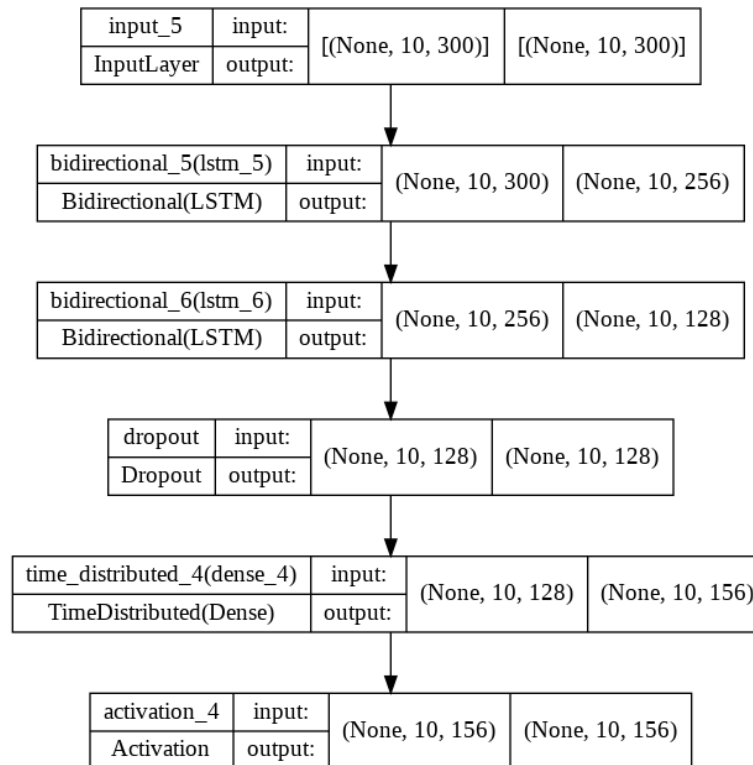 input_5 input: [(None, 10, 300)] [(None, 10, 300)]
InputLayer output:
bidirectional_5(lstm_5) input: (None, 10, 300) (None, 10, 256)
Bidirectional(LSTM) output:
bidirectional_6(lstm_6) input: (None, 10, 256) (None, 10, 128)
Bidirectional(LSTM) output:
dropout input: (None, 10, 128) (None, 10, 128)
Dropout output:
time_distributed_4(dense_4) input: (None, 10, 128) (None, 10, 156)
TimeDistributed(Dense) output:
activation_4 input: (None, 10, 156) (None, 10, 156)
Activation output: